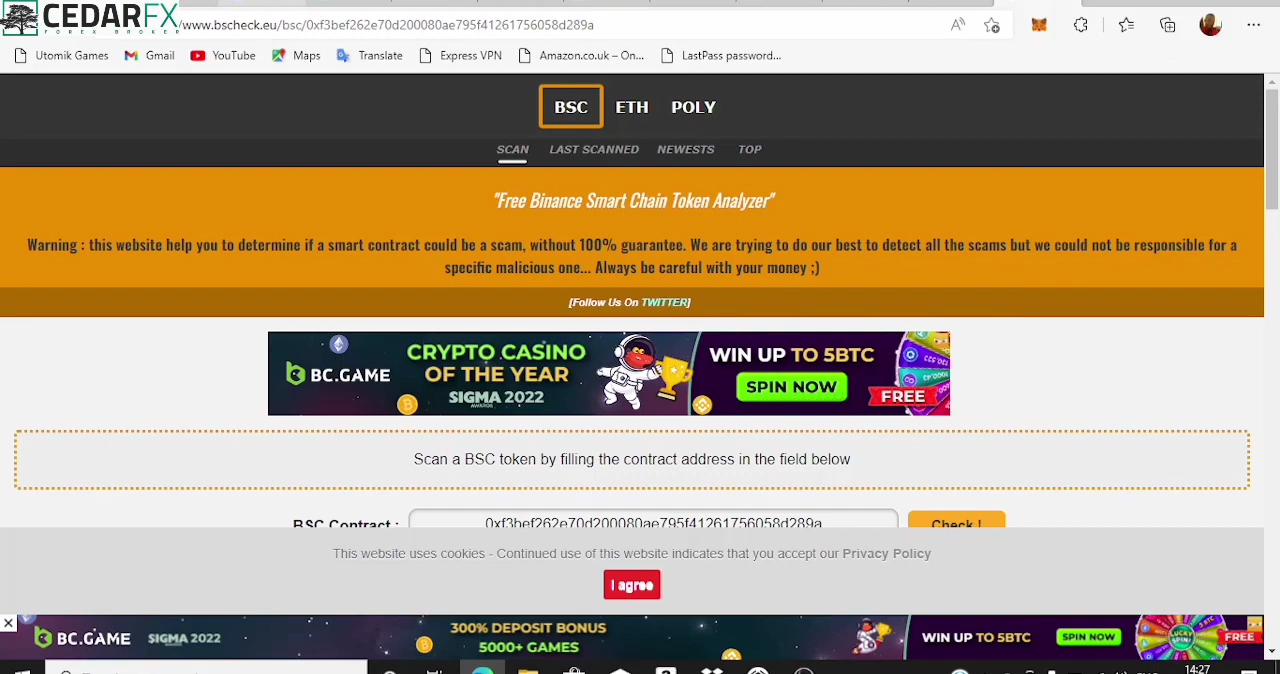 CEDARFX
FOREX BROKER
www.bscheck.eu/bsc/0xf3bef262e70d200080ae795f41261756058d289a
Utomik Games
Gmail
YouTube
Maps
Translate
Express VPN
Amazon.co.uk – On...
LastPass password...
BSC ETH POLY
SCAN LAST SCANNED NEWESTS TOP
"Free Binance Smart Chain Token Analyzer"
Warning : this website help you to determine if a smart contract could be a scam, without 100% guarantee. We are trying to do our best to detect all the scams but we could not be responsible for a
specific malicious one... Always be careful with your money ;)
[Follow Us On TWITTER]
BC.GAME
CRYPTO CASINO
OF THE YEAR
SIGMA 2022
AWARDS
WIN UP TO 5BTC
SPIN NOW
FREE
Scan a BSC token by filling the contract address in the field below
BSC Contract : 0xf3bef262e70d200080ae795f41261756058d289a Check !
This website uses cookies - Continued use of this website indicates that you accept our Privacy Policy
I agree
BC.GAME
SIGMA 2022
300% DEPOSIT BONUS
5000+ GAMES
WIN UP TO 5BTC
SPIN NOW
LUCKY
SPIN
FREE
14:27